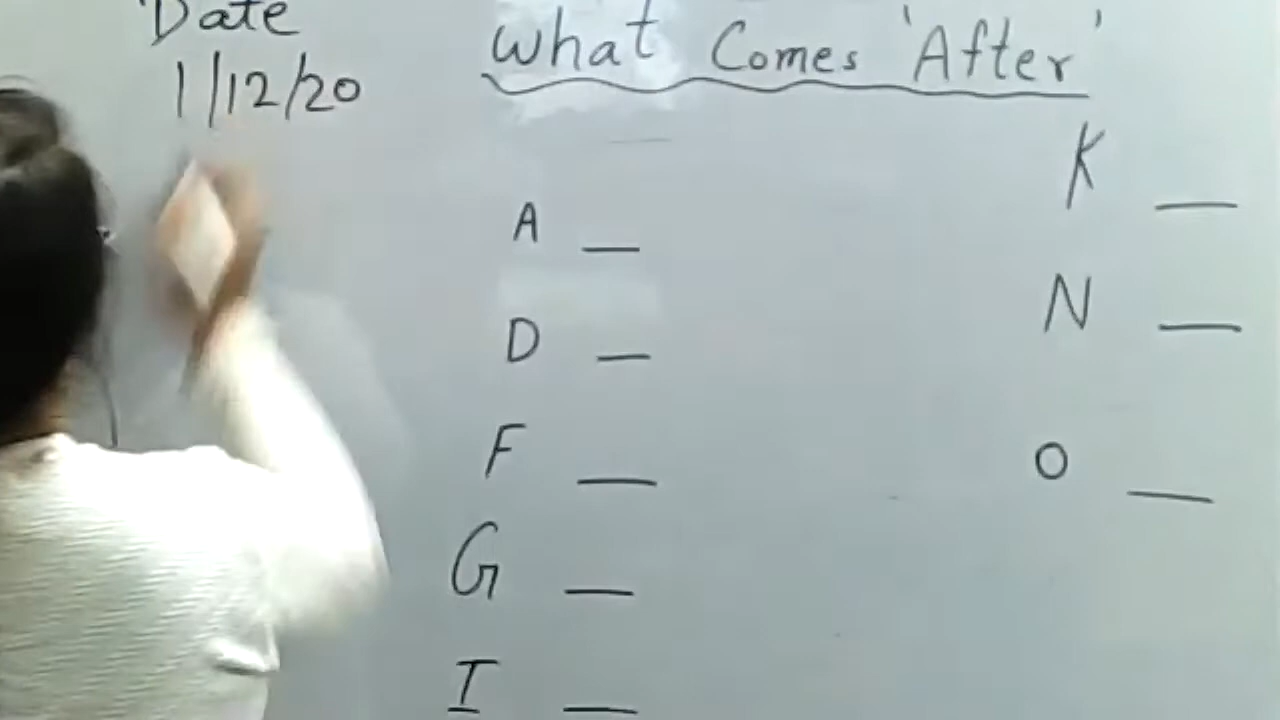 Date
1/12/20
What Comes 'After'
A __
D __
F __
G __
I __
K __
N __
O __